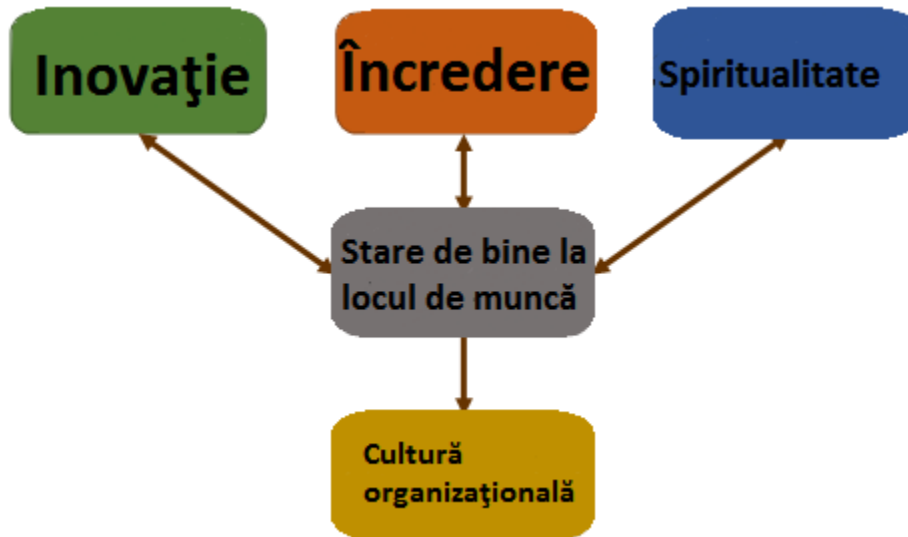 Inovaţie
Încredere
Spiritualitate
Stare de bine la
locul de muncă
Cultură
organizaţională